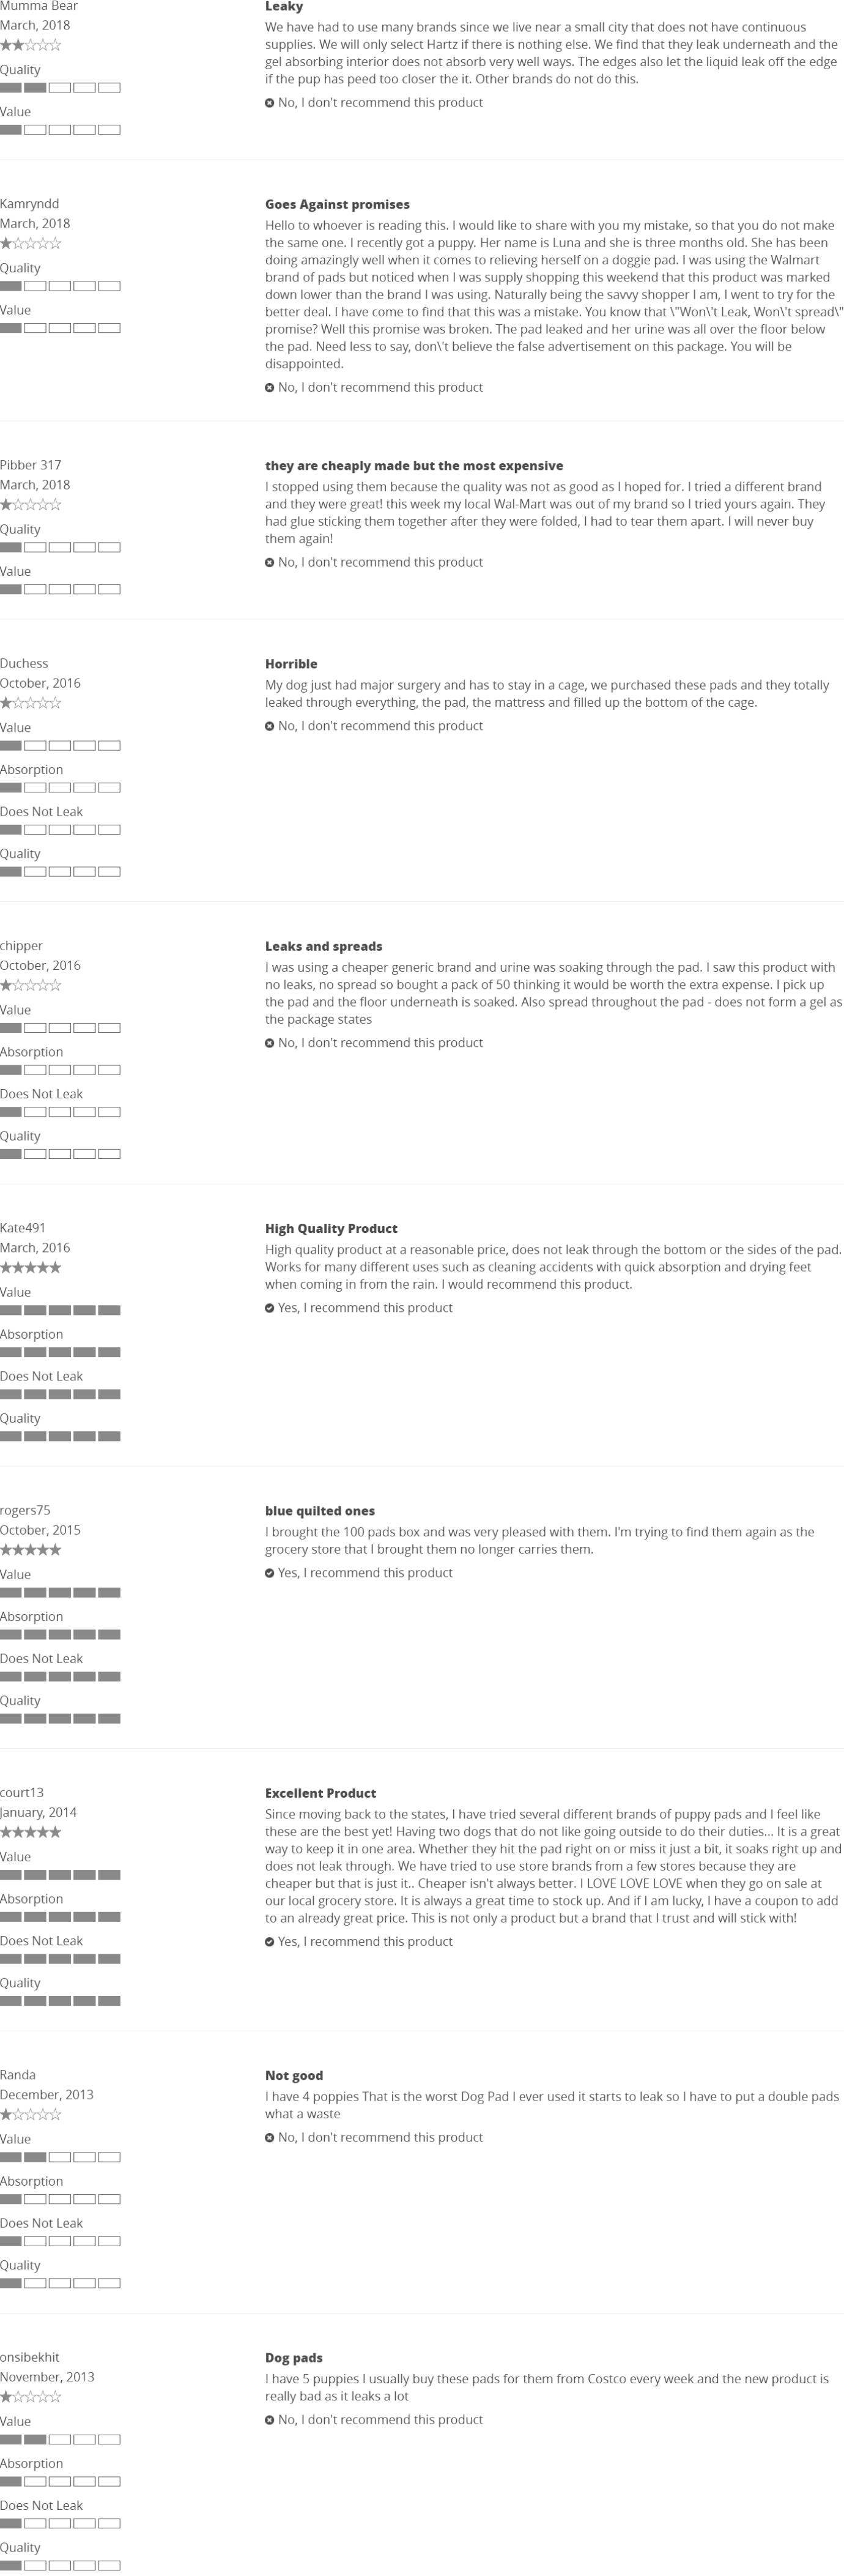 Mumma Bear
March, 2018
Quality
Value
Leaky
We have had to use many brands since we live near a small city that does not have continuous
supplies. We will only select Hartz if there is nothing else. We find that they leak underneath and the
gel absorbing interior does not absorb very well ways. The edges also let the liquid leak off the edge
if the pup has peed too closer the it. Other brands do not do this.
No, I don't recommend this product
Kamryndd
March, 2018
Quality
Value
Goes Against promises
Hello to whoever is reading this. I would like to share with you my mistake, so that you do not make
the same one. I recently got a puppy. Her name is Luna and she is three months old. She has been
doing amazingly well when it comes to relieving herself on a doggie pad. I was using the Walmart
brand of pads but noticed when I was supply shopping this weekend that this product was marked
down lower than the brand I was using. Naturally being the savvy shopper I am, I went to try for the
better deal. I have come to find that this was a mistake. You know that \"Won\'t Leak, Won\'t spread\"
promise? Well this promise was broken. The pad leaked and her urine was all over the floor below
the pad. Need less to say, don\'t believe the false advertisement on this package. You will be
disappointed.
No, I don't recommend this product
Pibber 317
March, 2018
Quality
Value
they are cheaply made but the most expensive
I stopped using them because the quality was not as good as I hoped for. I tried a different brand
and they were great! this week my local Wal-Mart was out of my brand so I tried yours again. They
had glue sticking them together after they were folded, I had to tear them apart. I will never buy
them again!
No, I don't recommend this product
Duchess
October, 2016
Value
Absorption
Does Not Leak
Quality
Horrible
My dog just had major surgery and has to stay in a cage, we purchased these pads and they totally
leaked through everything, the pad, the mattress and filled up the bottom of the cage.
No, I don't recommend this product
chipper
October, 2016
Value
Absorption
Does Not Leak
Quality
Leaks and spreads
I was using a cheaper generic brand and urine was soaking through the pad. I saw this product with
no leaks, no spread so bought a pack of 50 thinking it would be worth the extra expense. I pick up
the pad and the floor underneath is soaked. Also spread throughout the pad - does not form a gel as
the package states
No, I don't recommend this product
Kate491
March, 2016
Value
Absorption
Does Not Leak
Quality
High Quality Product
High quality product at a reasonable price, does not leak through the bottom or the sides of the pad.
Works for many different uses such as cleaning accidents with quick absorption and drying feet
when coming in from the rain. I would recommend this product.
Yes, I recommend this product
rogers75
October, 2015
Value
Absorption
Does Not Leak
Quality
blue quilted ones
I brought the 100 pads box and was very pleased with them. I'm trying to find them again as the
grocery store that I brought them no longer carries them.
Yes, I recommend this product
court13
January, 2014
Value
Absorption
Does Not Leak
Quality
Excellent Product
Since moving back to the states, I have tried several different brands of puppy pads and I feel like
these are the best yet! Having two dogs that do not like going outside to do their duties... It is a great
way to keep it in one area. Whether they hit the pad right on or miss it just a bit, it soaks right up and
does not leak through. We have tried to use store brands from a few stores because they are
cheaper but that is just it.. Cheaper isn't always better. I LOVE LOVE LOVE when they go on sale at
our local grocery store. It is always a great time to stock up. And if I am lucky, I have a coupon to add
to an already great price. This is not only a product but a brand that I trust and will stick with!
Yes, I recommend this product
Randa
December, 2013
Value
Absorption
Does Not Leak
Quality
Not good
I have 4 poppies That is the worst Dog Pad I ever used it starts to leak so I have to put a double pads
what a waste
No, I don't recommend this product
onsibekhit
November, 2013
Value
Absorption
Does Not Leak
Quality
Dog pads
I have 5 puppies I usually buy these pads for them from Costco every week and the new product is
really bad as it leaks a lot
No, I don't recommend this product